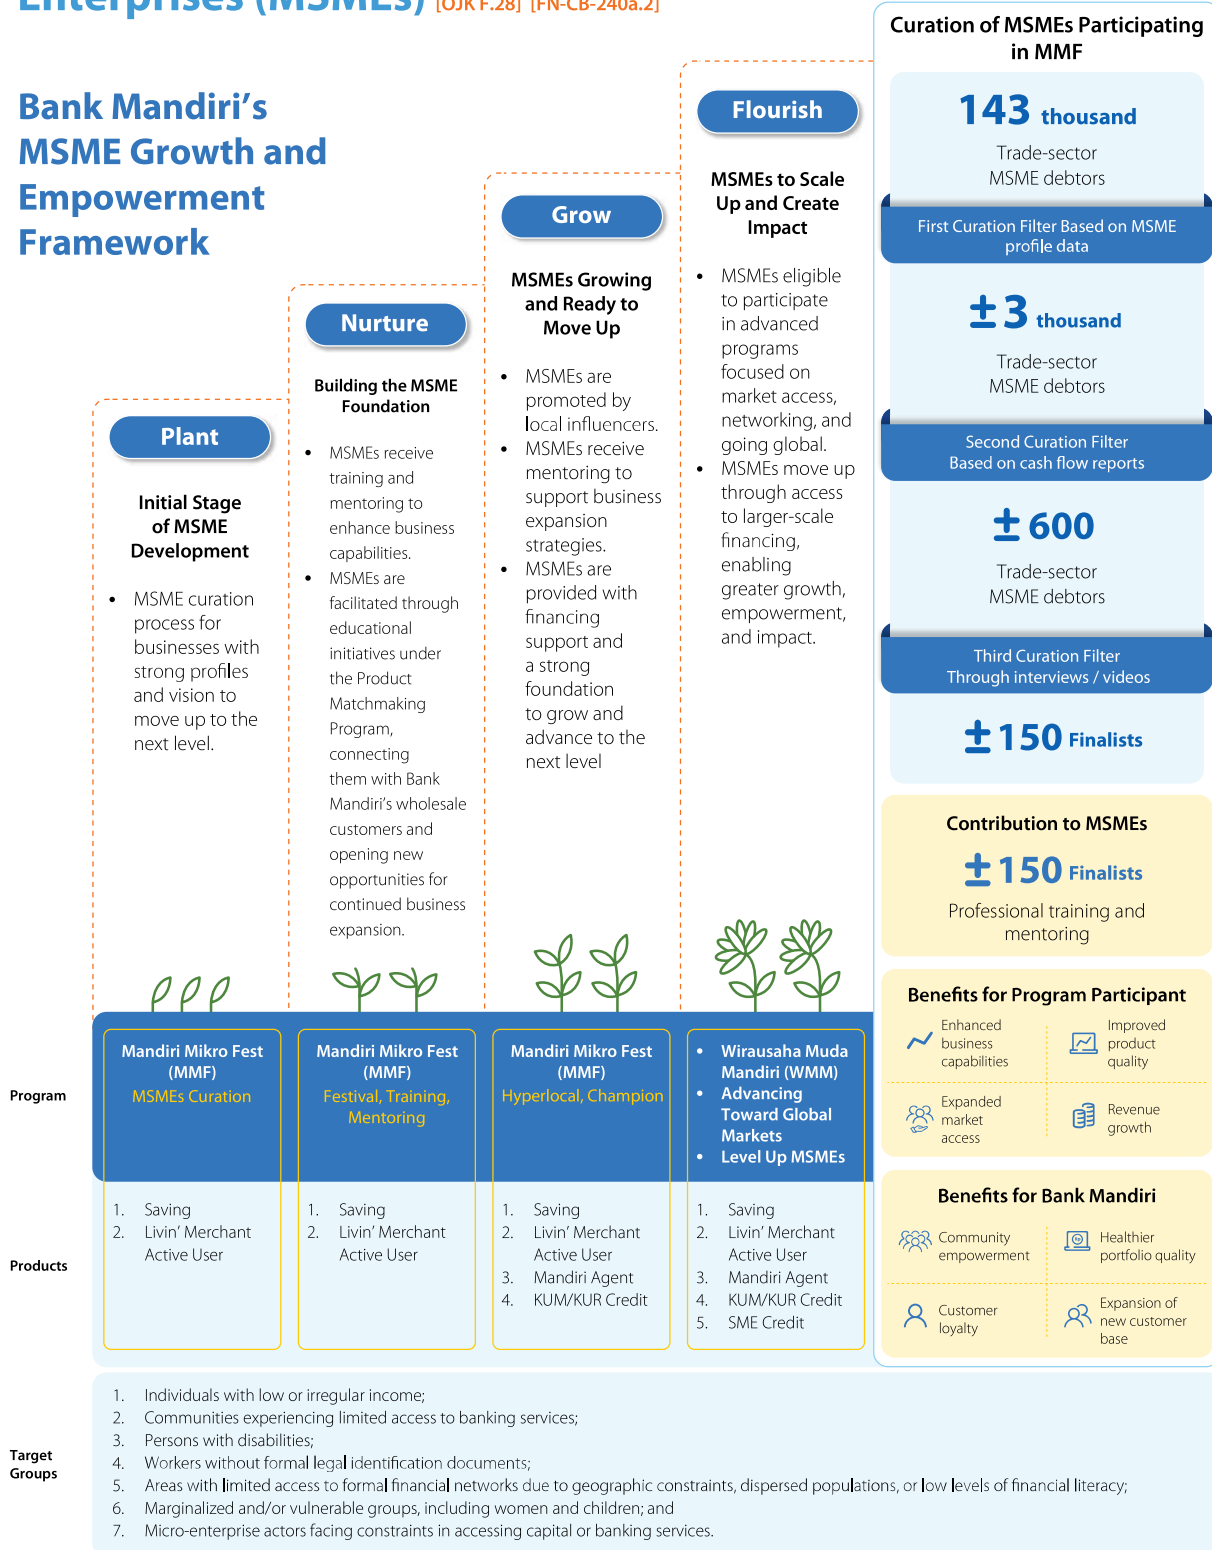 Enterprises (MSMEs) [OJK F.28] [FN-CB-240a.2]
Bank Mandiri's
MSME Growth and
Empowerment
Framework
Plant
Initial Stage
of MSME
Development
• MSME curation
process for
businesses with
strong profiles
and vision to
move up to the
next level.
Nurture
Building the MSME
Foundation
• MSMEs receive
training and
mentoring to
enhance business
capabilities.
• MSMEs are
facilitated through
educational
initiatives under
the Product
Matchmaking
Program,
connecting
them with Bank
Mandiri's wholesale
customers and
opening new
opportunities for
continued business
expansion.
Grow
MSMEs Growing
and Ready to
Move Up
• MSMEs are
promoted by
local influencers.
• MSMEs receive
mentoring to
support business
expansion
strategies.
• MSMEs are
provided with
financing
support and
a strong
foundation
to grow and
advance to the
next level
Flourish
MSMEs to Scale
Up and Create
Impact
• MSMEs eligible
to participate
in advanced
programs
focused on
market access,
networking, and
going global.
• MSMEs move up
through access
to larger-scale
financing,
enabling
greater growth,
empowerment,
and impact.
Curation of MSMEs Participating
in MMF
143 thousand
Trade-sector
MSME debtors
First Curation Filter Based on MSME
profile data
±3 thousand
Trade-sector
MSME debtors
Second Curation Filter
Based on cash flow reports
±600
Trade-sector
MSME debtors
Third Curation Filter
Through interviews / videos
±150 Finalists
Contribution to MSMEs
±150 Finalists
Professional training and
mentoring
Benefits for Program Participant
Enhanced
business
capabilities
Improved
product
quality
Expanded
market
access
Revenue
growth
Benefits for Bank Mandiri
Community
empowerment
Healthier
portfolio quality
Customer
loyalty
Expansion of
new customer
base
Program
Mandiri Mikro Fest
(MMF)
MSMEs Curation
Mandiri Mikro Fest
(MMF)
Festival, Training,
Mentoring
Mandiri Mikro Fest
(MMF)
Hyperlocal, Champion
• Wirausaha Muda
Mandiri (WMM)
• Advancing
Toward Global
Markets
• Level Up MSMEs
Products
1. Saving
2. Livin' Merchant
Active User
1. Saving
2. Livin' Merchant
Active User
1. Saving
2. Livin' Merchant
Active User
3. Mandiri Agent
4. KUM/KUR Credit
1. Saving
2. Livin' Merchant
Active User
3. Mandiri Agent
4. KUM/KUR Credit
5. SME Credit
Target
Groups
1. Individuals with low or irregular income;
2. Communities experiencing limited access to banking services;
3. Persons with disabilities;
4. Workers without formal legal identification documents;
5. Areas with limited access to formal financial networks due to geographic constraints, dispersed populations, or low levels of financial literacy;
6. Marginalized and/or vulnerable groups, including women and children; and
7. Micro-enterprise actors facing constraints in accessing capital or banking services.